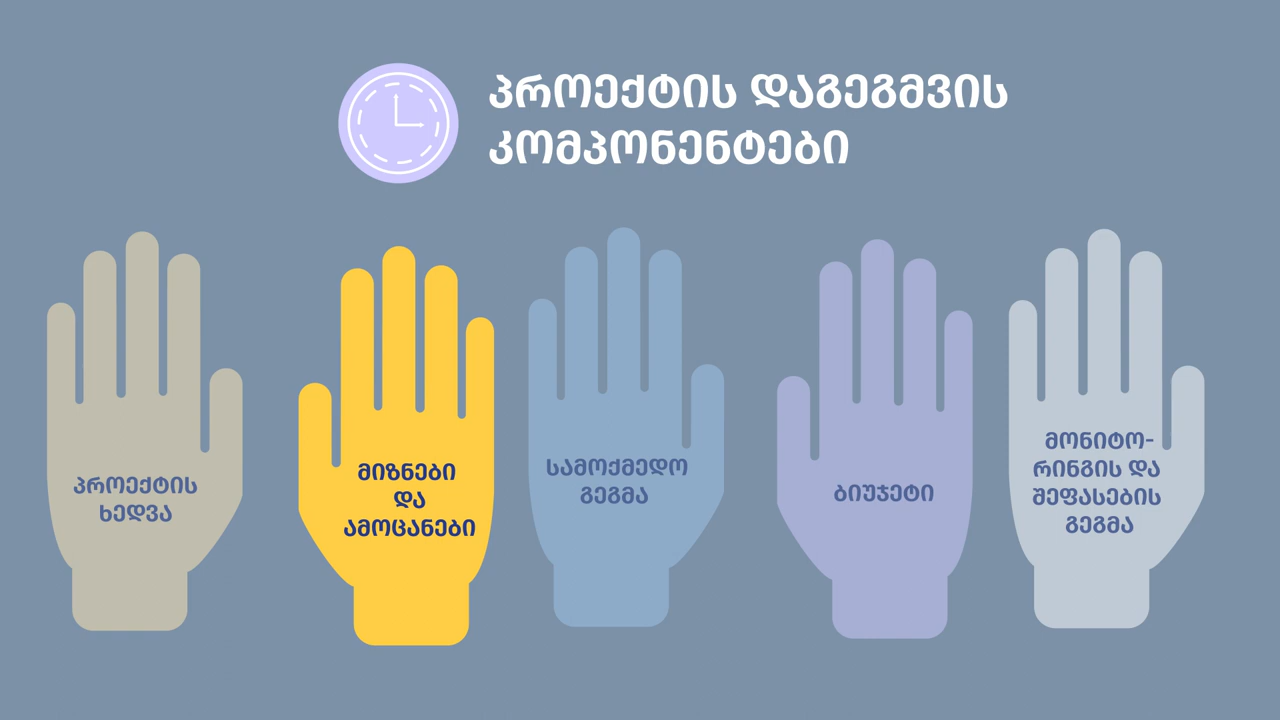 პროექტის დაგეგმვის
კომპონენტები
პროექტის
ხედვა
მიზნები
და
ამოცანები
სამოქმედო
გეგმა
ბიუჯეტი
მონიტო-
რინგის და
შეფასების
გეგმა